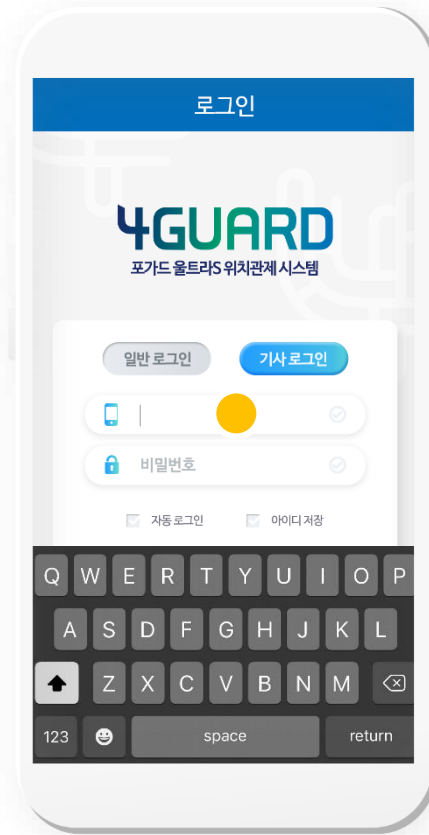 로그인
4GUARD
포가드 울트라S 위치관제 시스템
일반 로그인 기사 로그인
비밀번호
자동 로그인 아이디 저장
Q W E R T Y U I O P
A S D F G H J K L
Z X C V B N M
123 space return